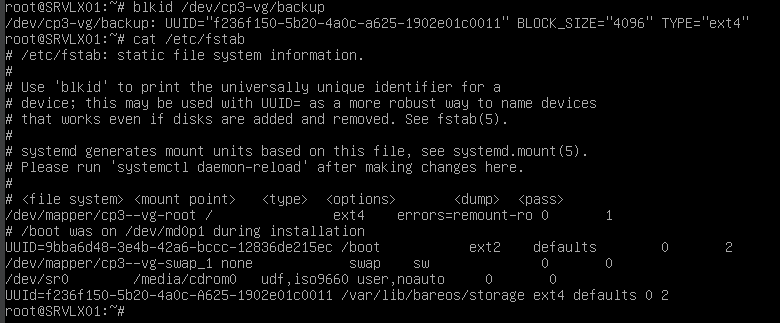 root@SRVLX01:~# blkid /dev/cp3-vg/backup
/dev/cp3-vg/backup: UUID="f236f150-5b20-4a0c-a625-1902e01c0011" BLOCK_SIZE="4096" TYPE="ext4"
root@SRVLX01:~# cat /etc/fstab
# /etc/fstab: static file system information.
#
# Use 'blkid' to print the universally unique identifier for a
# device; this may be used with UUID= as a more robust way to name devices
# that works even if disks are added and removed. See fstab(5).
#
# systemd generates mount units based on this file, see systemd.mount(5).
# Please run 'systemctl daemon-reload' after making changes here.
#
# <file system> <mount point>   <type>  <options>       <dump>  <pass>
/dev/mapper/cp3--vg-root /               ext4    errors=remount-ro 0       1
# /boot was on /dev/md0p1 during installation
UUID=9bba6d48-3e4b-42a6-bccc-12836de215ec /boot           ext2    defaults        0       2
/dev/mapper/cp3--vg-swap_1 none            swap    sw              0       0
/dev/sr0        /media/cdrom0   udf,iso9660 user,noauto     0       0
UUId=f236f150-5b20-4a0c-A625-1902e01c0011 /var/lib/bareos/storage ext4 defaults 0 2
root@SRVLX01:~#